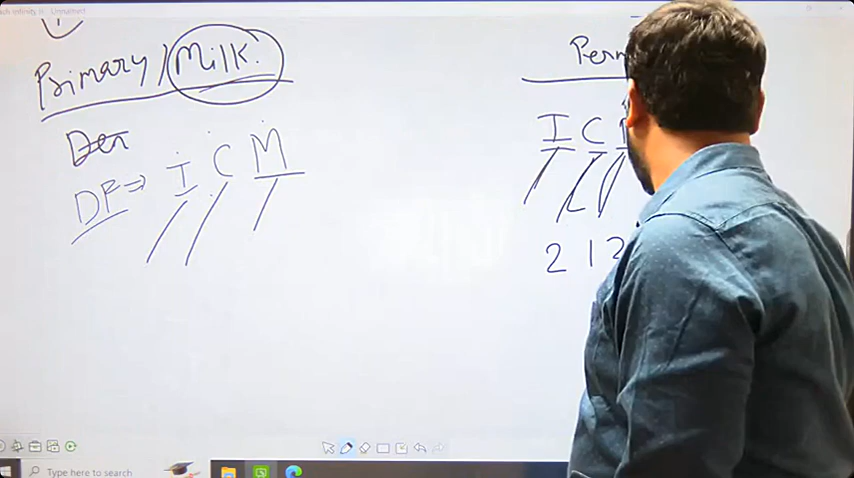 Primary / Milk.
Den
DF ⇒ I C M
Perm
I C
2 1 2
Type here to search